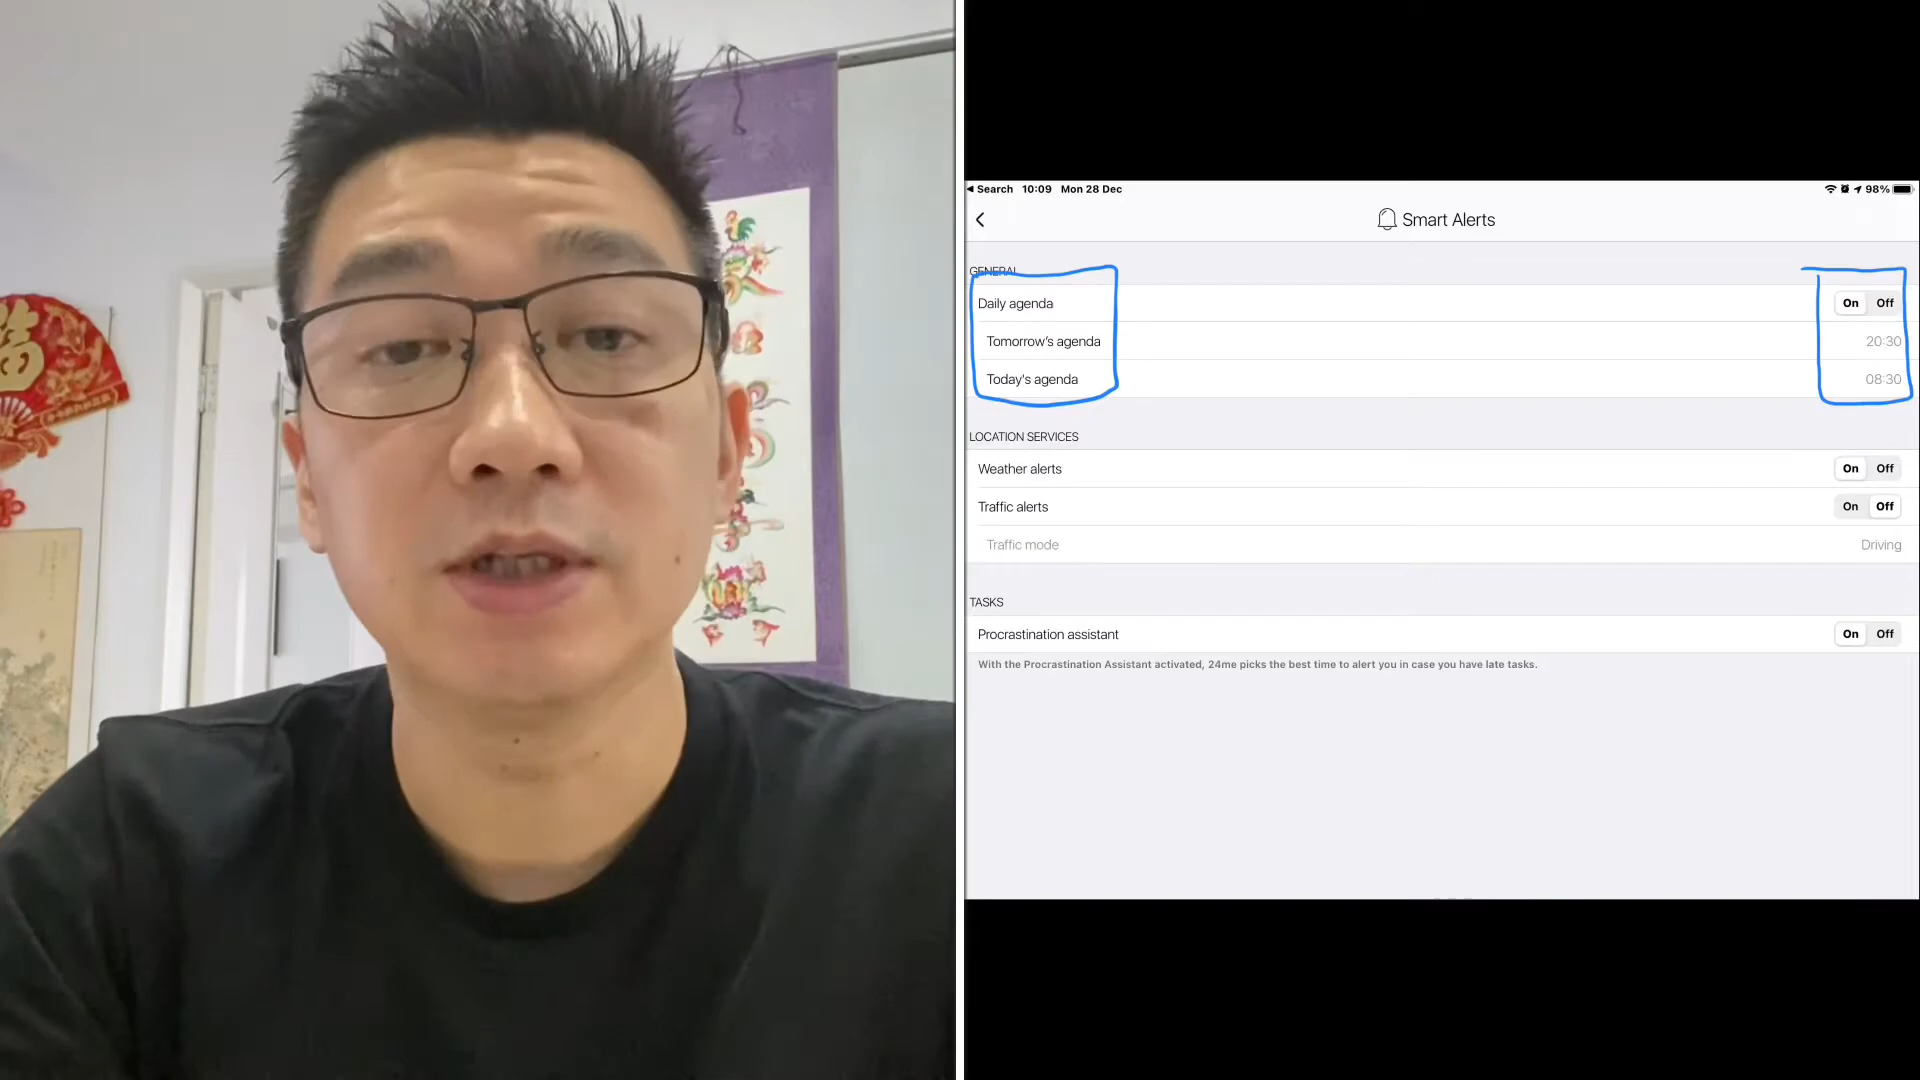 福
Search 10:09 Mon 28 Dec
98%
Smart Alerts
GENERAL
Daily agenda On Off
Tomorrow's agenda 20:30
Today's agenda 08:30
LOCATION SERVICES
Weather alerts On Off
Traffic alerts On Off
Traffic mode Driving
TASKS
Procrastination assistant On Off
With the Procrastination Assistant activated, 24me picks the best time to alert you in case you have late tasks.